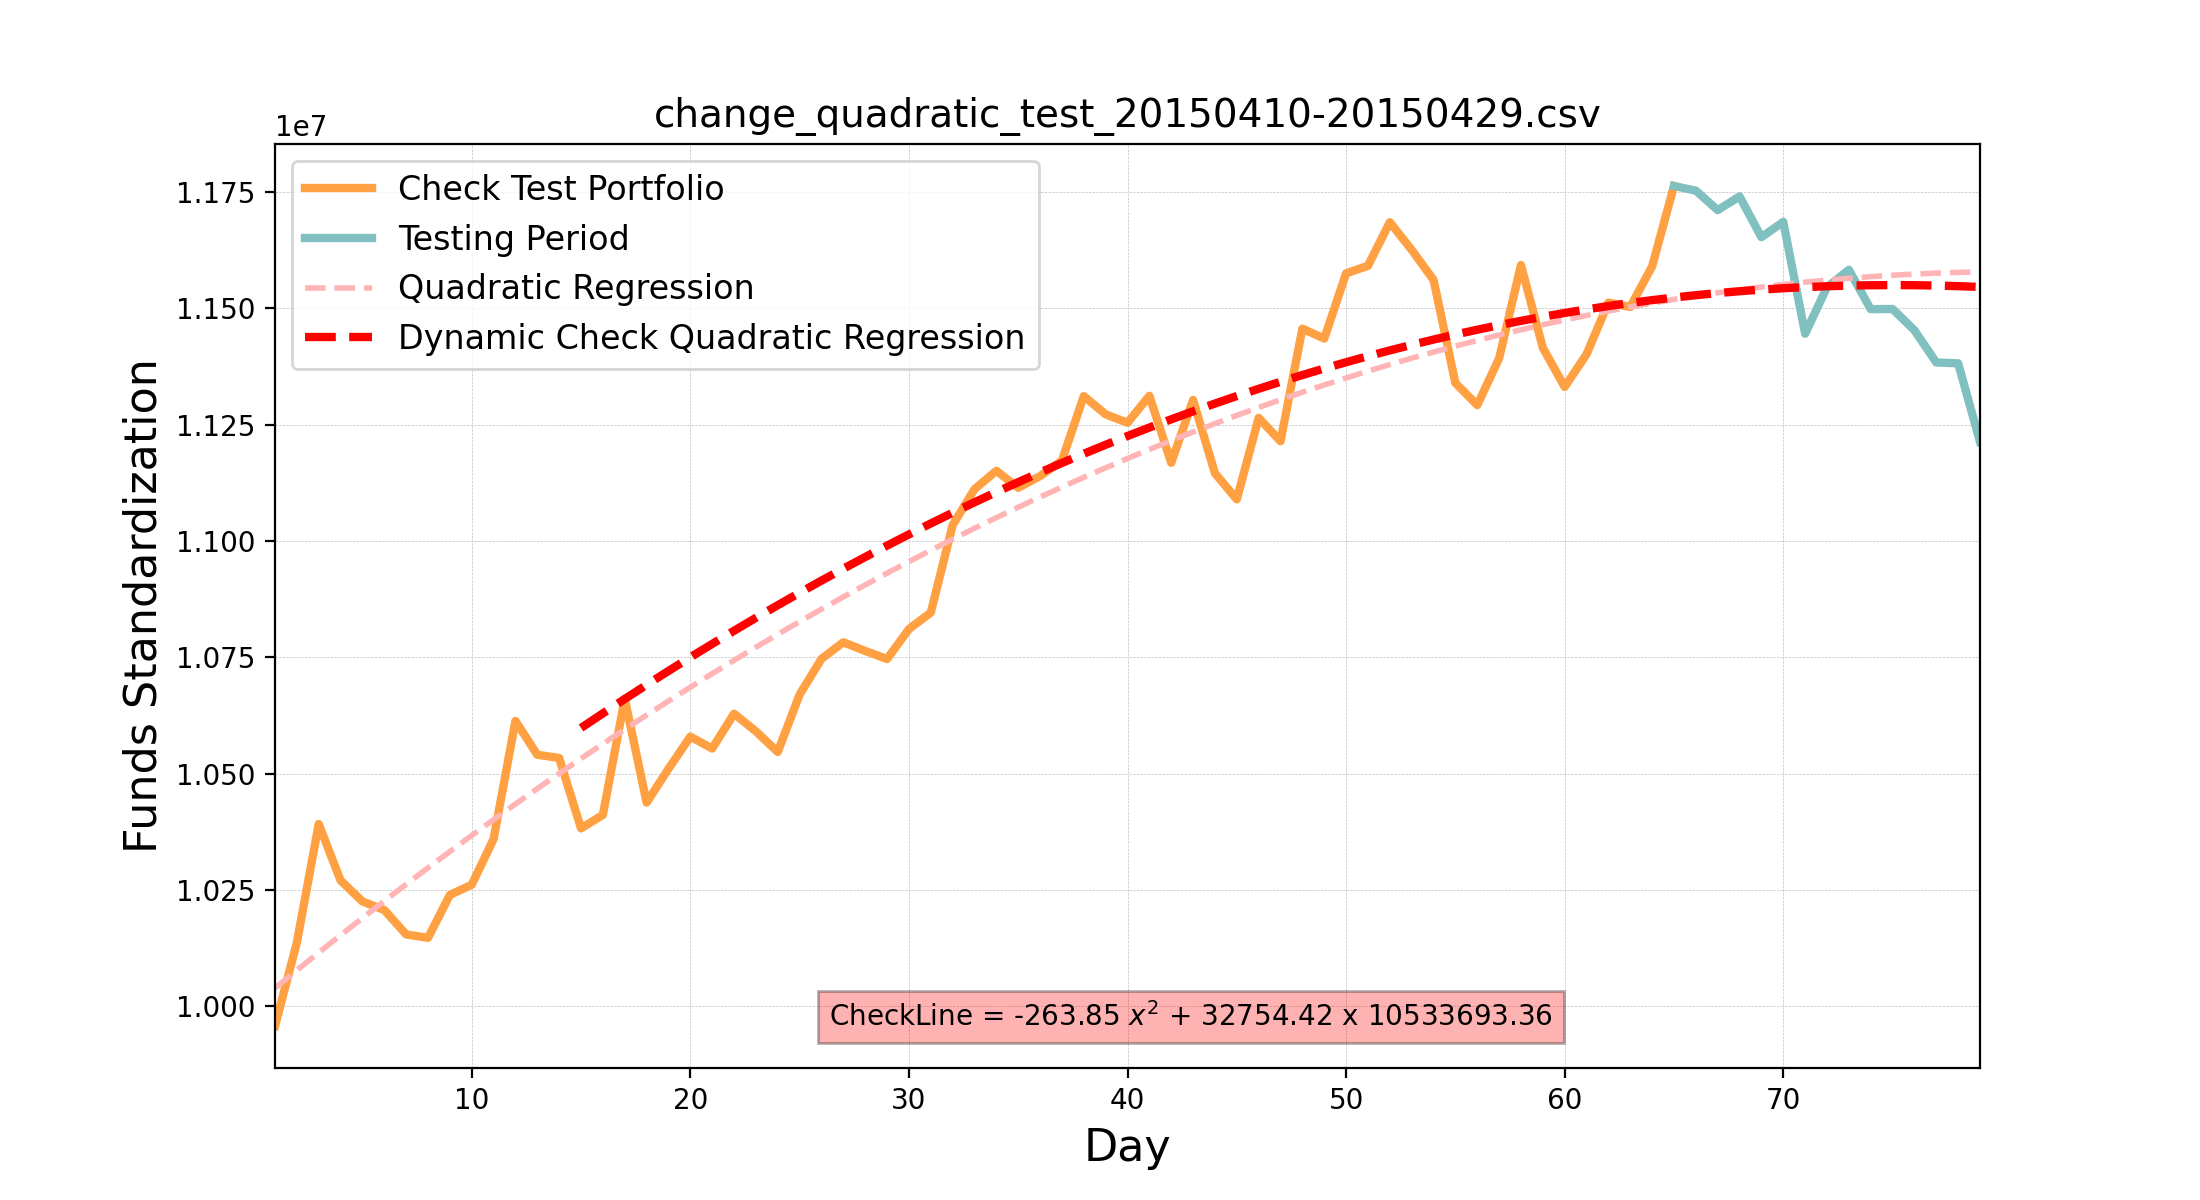 change_quadratic_test_20150410-20150429.csv
1e7
Check Test Portfolio
Testing Period
Quadratic Regression
Dynamic Check Quadratic Regression
Funds Standardization
1.175
1.150
1.125
1.100
1.075
1.050
1.025
1.000
CheckLine = -263.85 x² + 32754.42 x 10533693.36
10 20 30 40 50 60 70
Day